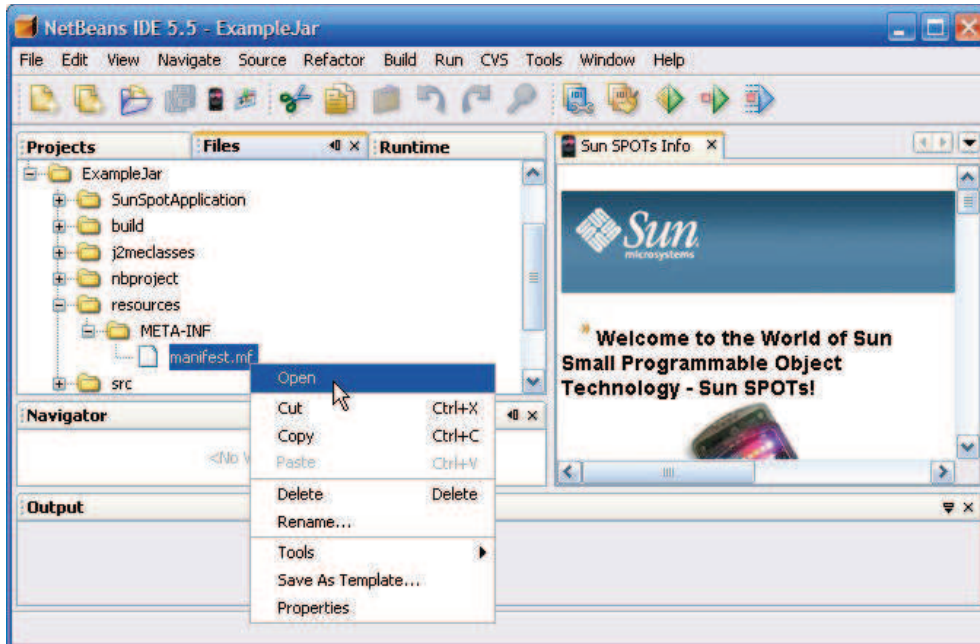 NetBeans IDE 5.5 - ExampleJar
File Edit View Navigate Source Refactor Build Run CVS Tools Window Help
Projects Files Runtime
ExampleJar
SunSpotApplication
build
j2meclasses
nbproject
resources
META-INF
manifest.mf
src
Sun SPOTs Info
Sun
microsystems
Welcome to the World of Sun
Small Programmable Object
Technology - Sun SPOTs!
Open
Cut Ctrl+X
Copy Ctrl+C
Paste Ctrl+V
Delete Delete
Rename...
Tools
Save As Template...
Properties
Navigator
<No V
Output